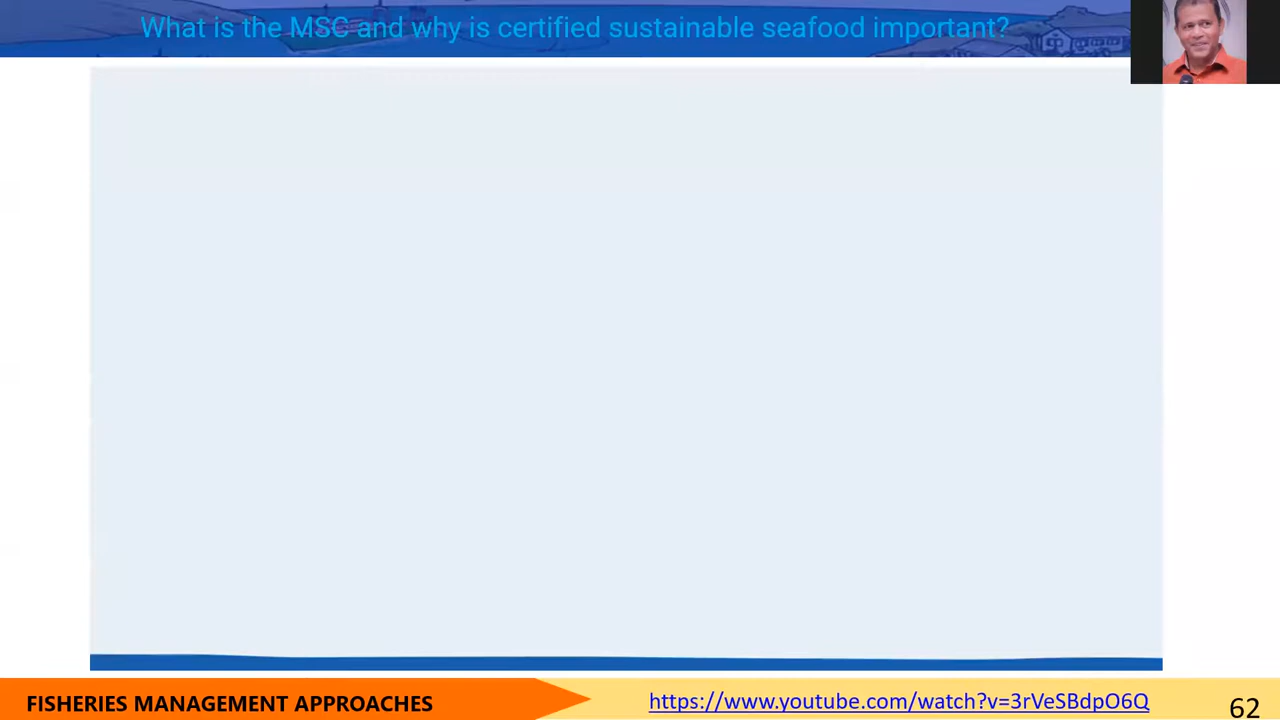 What is the MSC and why is certified sustainable seafood important?
FISHERIES MANAGEMENT APPROACHES
https://www.youtube.com/watch?v=3rVeSBdpO6Q
62